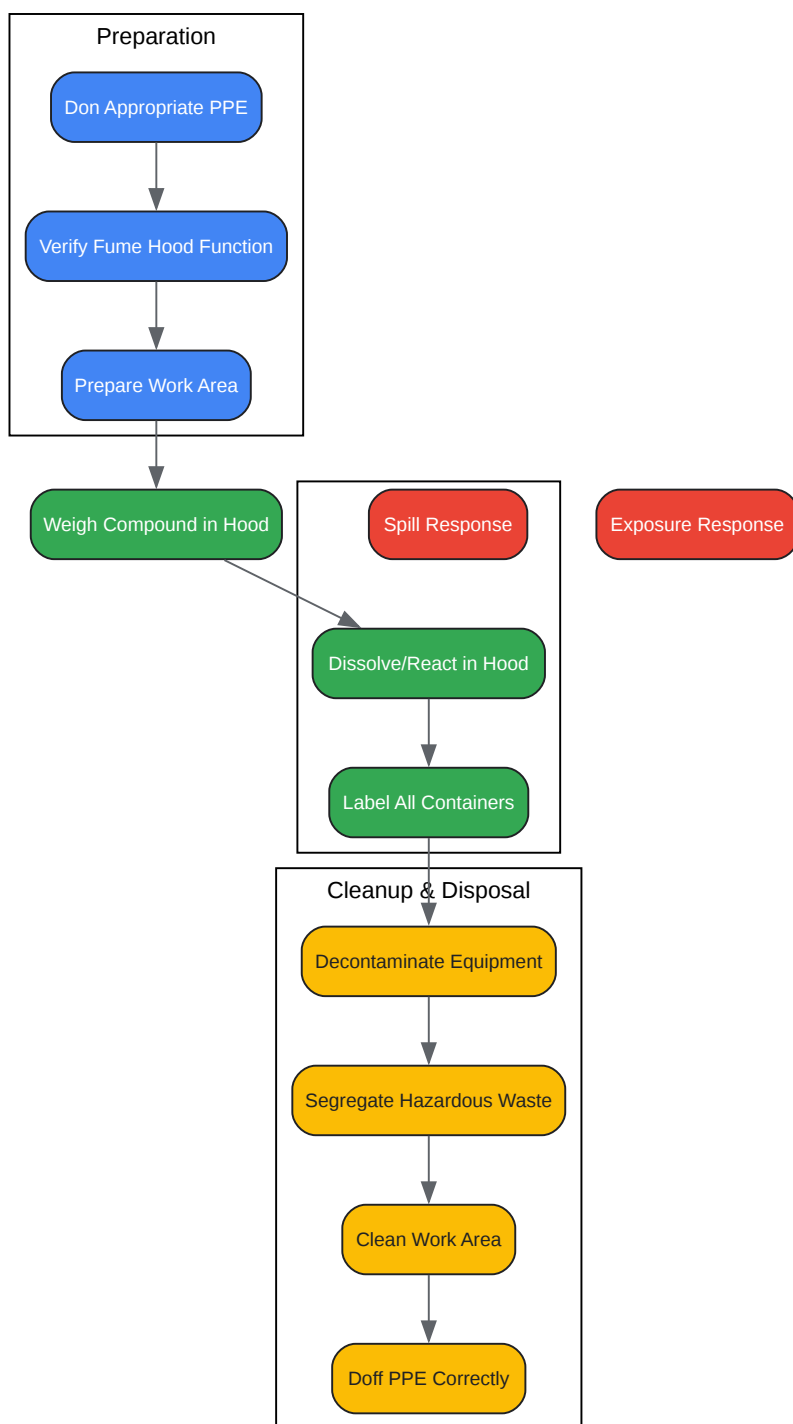 Preparation
Don Appropriate PPE
Verify Fume Hood Function
Prepare Work Area
Weigh Compound in Hood
Spill Response
Exposure Response
Dissolve/React in Hood
Label All Containers
Cleanup & Disposal
Decontaminate Equipment
Segregate Hazardous Waste
Clean Work Area
Doff PPE Correctly